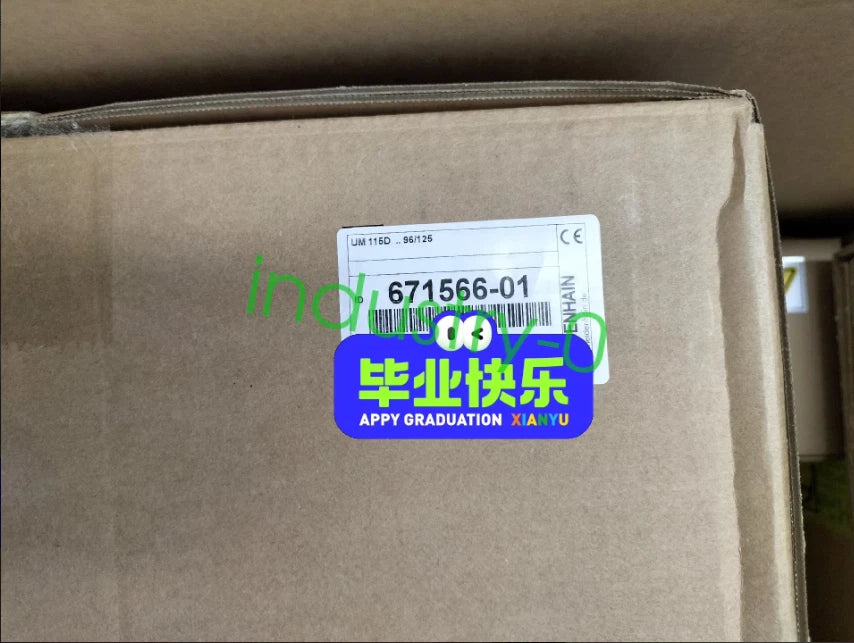 UM 115D .. 96/125
CE
ID
671566-01
ENHAIN
industry-0
毕业快乐
APPY GRADUATION XIANYU